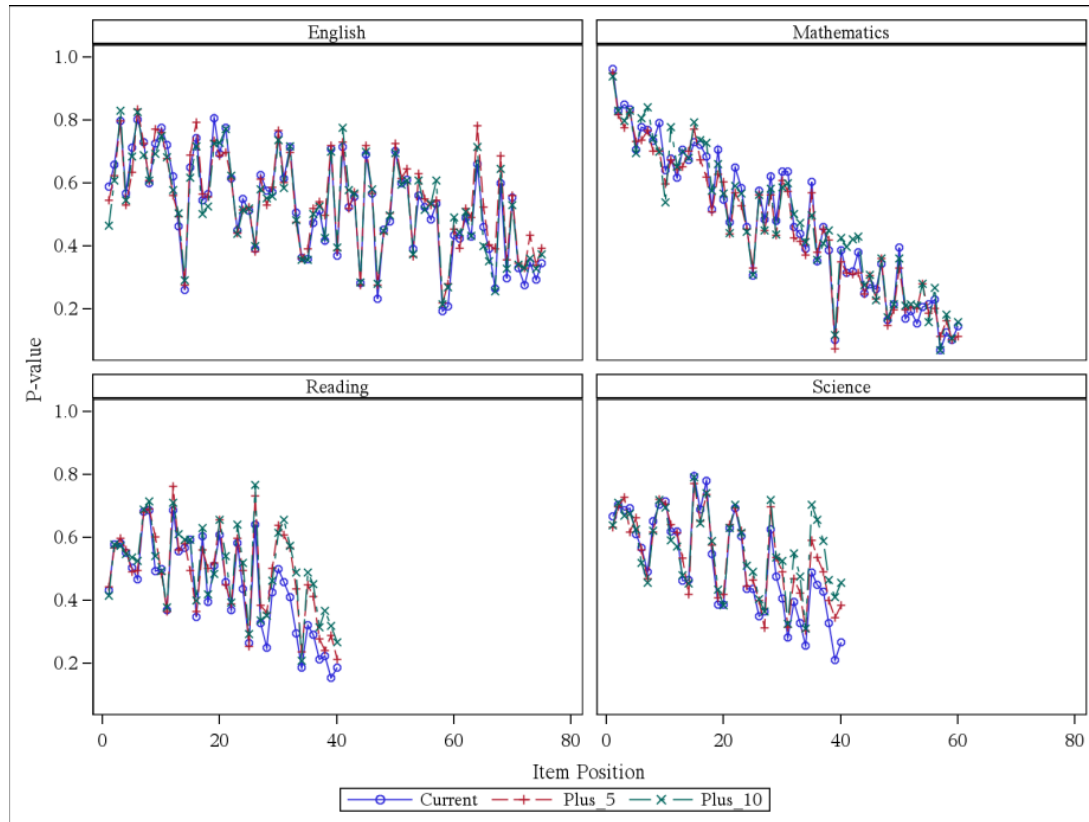 English
Mathematics
1.0
0.8
0.6
0.4
0.2
P-value
Reading
Science
1.0
0.8
0.6
0.4
0.2
0 20 40 60 80 0 20 40 60 80
Item Position
Current Plus_5 Plus_10